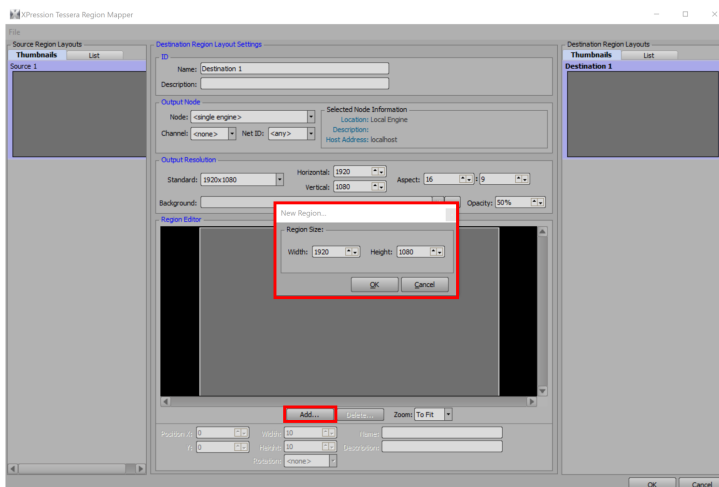 XPression Tessera Region Mapper
File
Source Region Layouts
Thumbnails List
Source 1
Destination Region Layout Settings
ID
Name: Destination 1
Description:
Output Node
Node: <single engine>
Channel: <none> Net ID: <any>
Selected Node Information
Location: Local Engine
Description:
Host Address: localhost
Output Resolution
Standard: 1920x1080
Horizontal: 1920
Vertical: 1080
Aspect: 16 : 9
Background:
Opacity: 50%
Region Editor
New Region...
Region Size:
Width: 1920 Height: 1080
OK Cancel
Add... Delete... Zoom: To Fit
Position X: 0 Width: 10 Name:
Y: 0 Height: 10 Description:
Rotation: <none>
Destination Region Layouts
Thumbnails List
Destination 1
OK Cancel